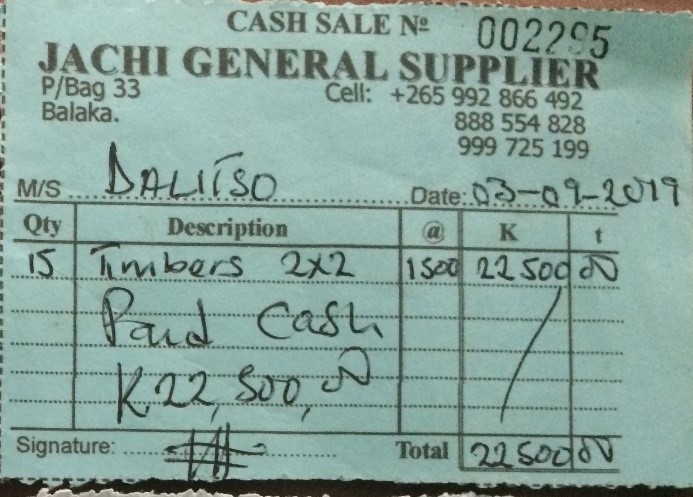 CASH SALE Nº 002295
JACHI GENERAL SUPPLIER
P/Bag 33 Cell: +265 992 866 492
Balaka. 888 554 828
999 725 199
M/S DALITSO Date: 03-09-2019
Qty Description @ K t
15 Timbers 2x2 1500 22500 00
Paid Cash
K22,500,00
Signature: Total 22500 00